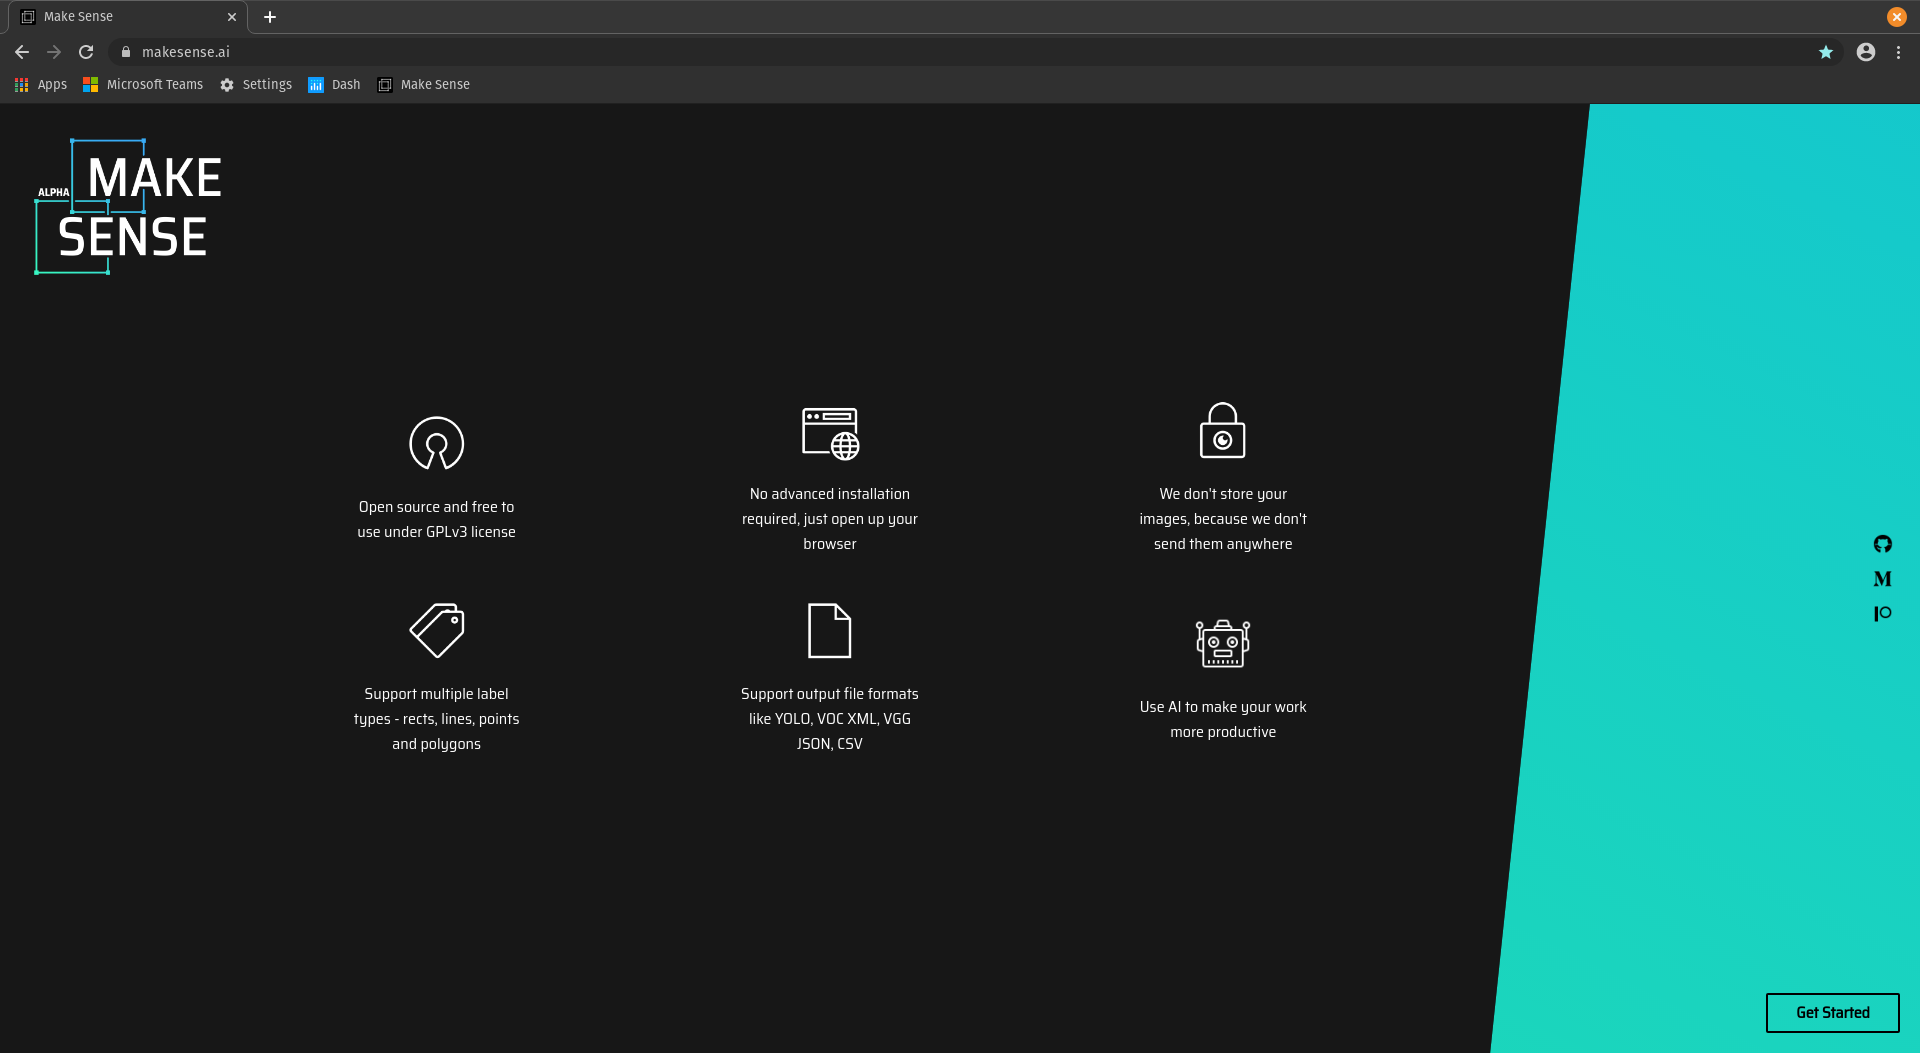 Make Sense
makesense.ai
Apps Microsoft Teams Settings Dash Make Sense
MAKE
ALPHA
SENSE
Open source and free to
use under GPLv3 license
No advanced installation
required, just open up your
browser
We don't store your
images, because we don't
send them anywhere
Support multiple label
types - rects, lines, points
and polygons
Support output file formats
like YOLO, VOC XML, VGG
JSON, CSV
Use AI to make your work
more productive
M
Get Started